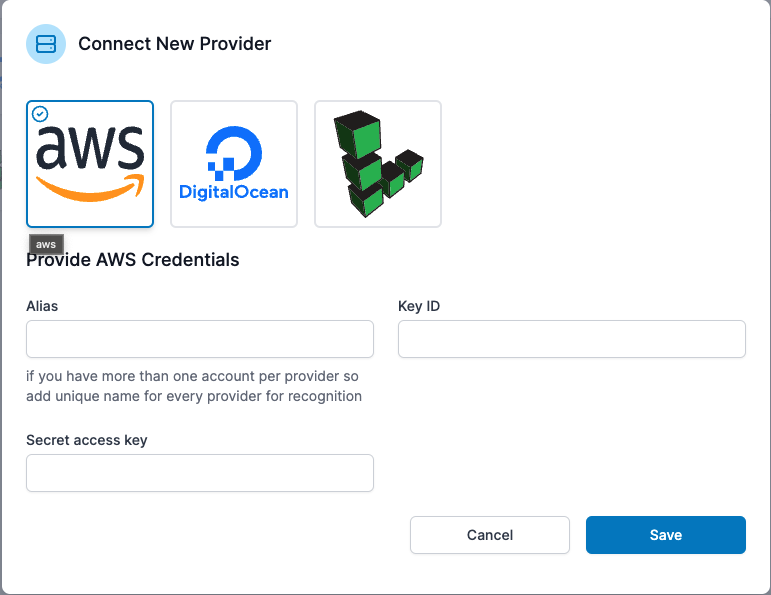 Connect New Provider
aws
DigitalOcean
aws
Provide AWS Credentials
Alias
Key ID
if you have more than one account per provider so
add unique name for every provider for recognition
Secret access key
Cancel
Save